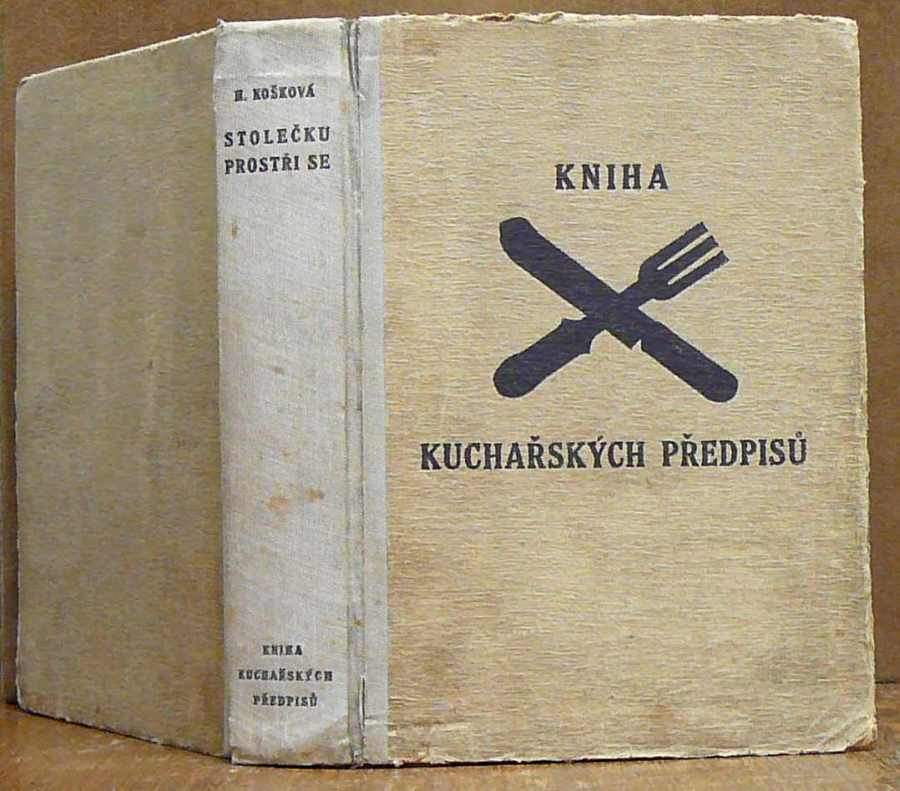 H. KOŠKOVÁ
STOLEČKU
PROSTŘI SE
KNIHA
KUCHAŘSKÝCH
PŘEDPISŮ
KNIHA
KUCHAŘSKÝCH PŘEDPISŮ